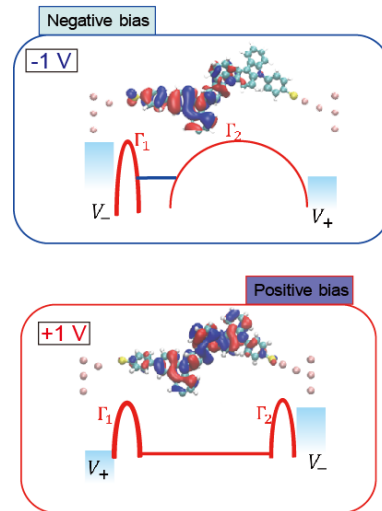 Negative bias
-1 V
Γ1 Γ2
V− V+
Positive bias
+1 V
Γ1 Γ2
V+ V−